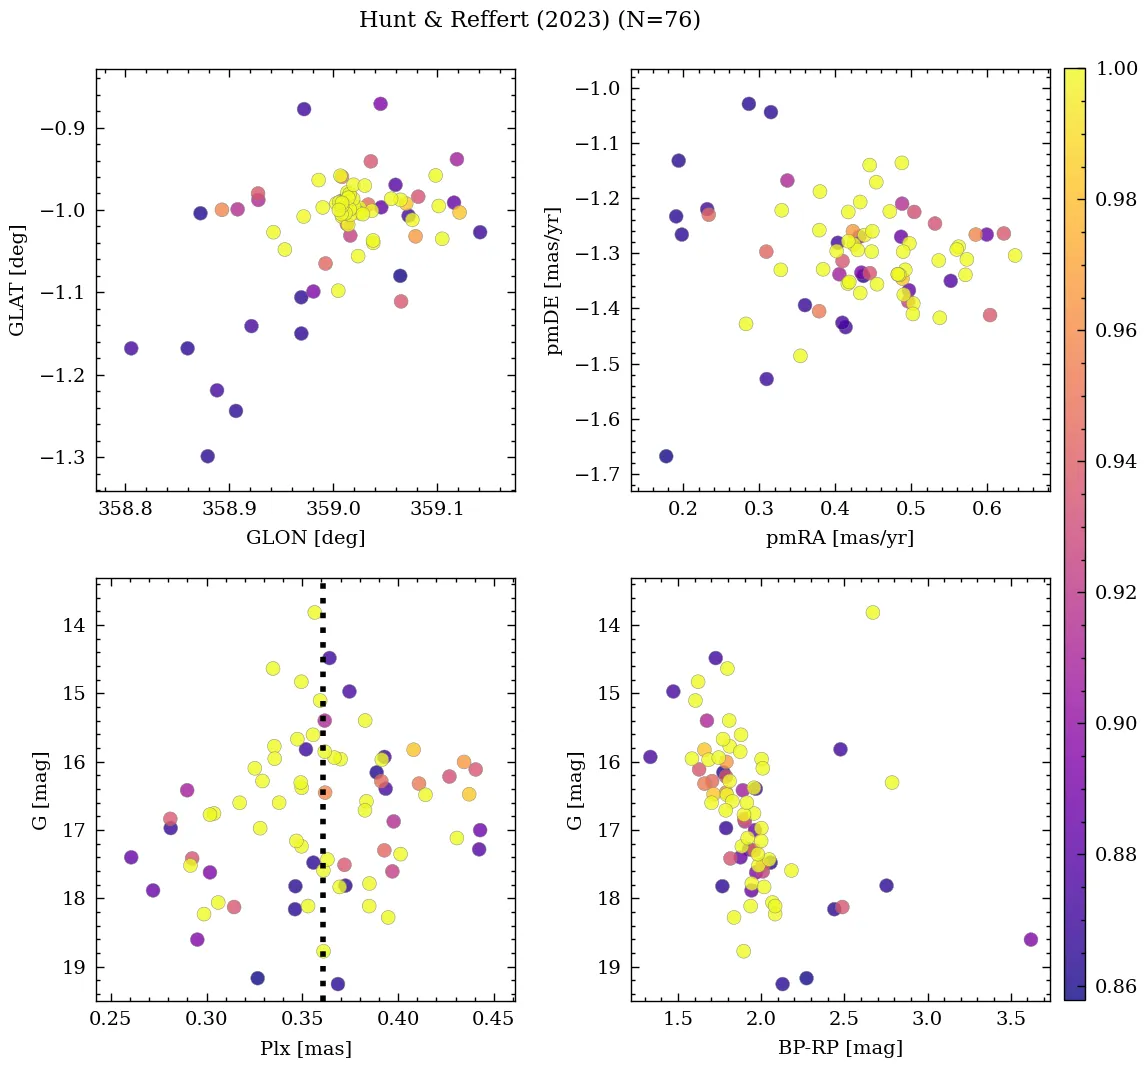 Hunt & Reffert (2023) (N=76)
−0.9
−1.0
−1.1
−1.2
−1.3
GLAT [deg]
358.8 358.9 359.0 359.1
GLON [deg]
−1.0
−1.1
−1.2
−1.3
−1.4
−1.5
−1.6
−1.7
pmDE [mas/yr]
0.2 0.3 0.4 0.5 0.6
pmRA [mas/yr]
14
15
16
17
18
19
G [mag]
0.25 0.30 0.35 0.40 0.45
Plx [mas]
14
15
16
17
18
19
G [mag]
1.5 2.0 2.5 3.0 3.5
BP-RP [mag]
1.00
0.98
0.96
0.94
0.92
0.90
0.88
0.86